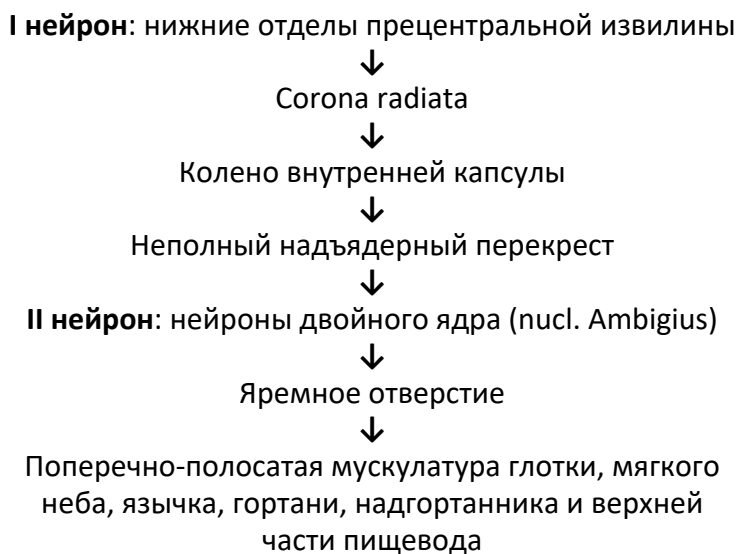 I нейрон: нижние отделы прецентральной извилины
↓
Corona radiata
↓
Колено внутренней капсулы
↓
Неполный надъядерный перекрест
↓
II нейрон: нейроны двойного ядра (nucl. Ambigius)
↓
Яремное отверстие
↓
Поперечно-полосатая мускулатура глотки, мягкого
неба, язычка, гортани, надгортанника и верхней
части пищевода